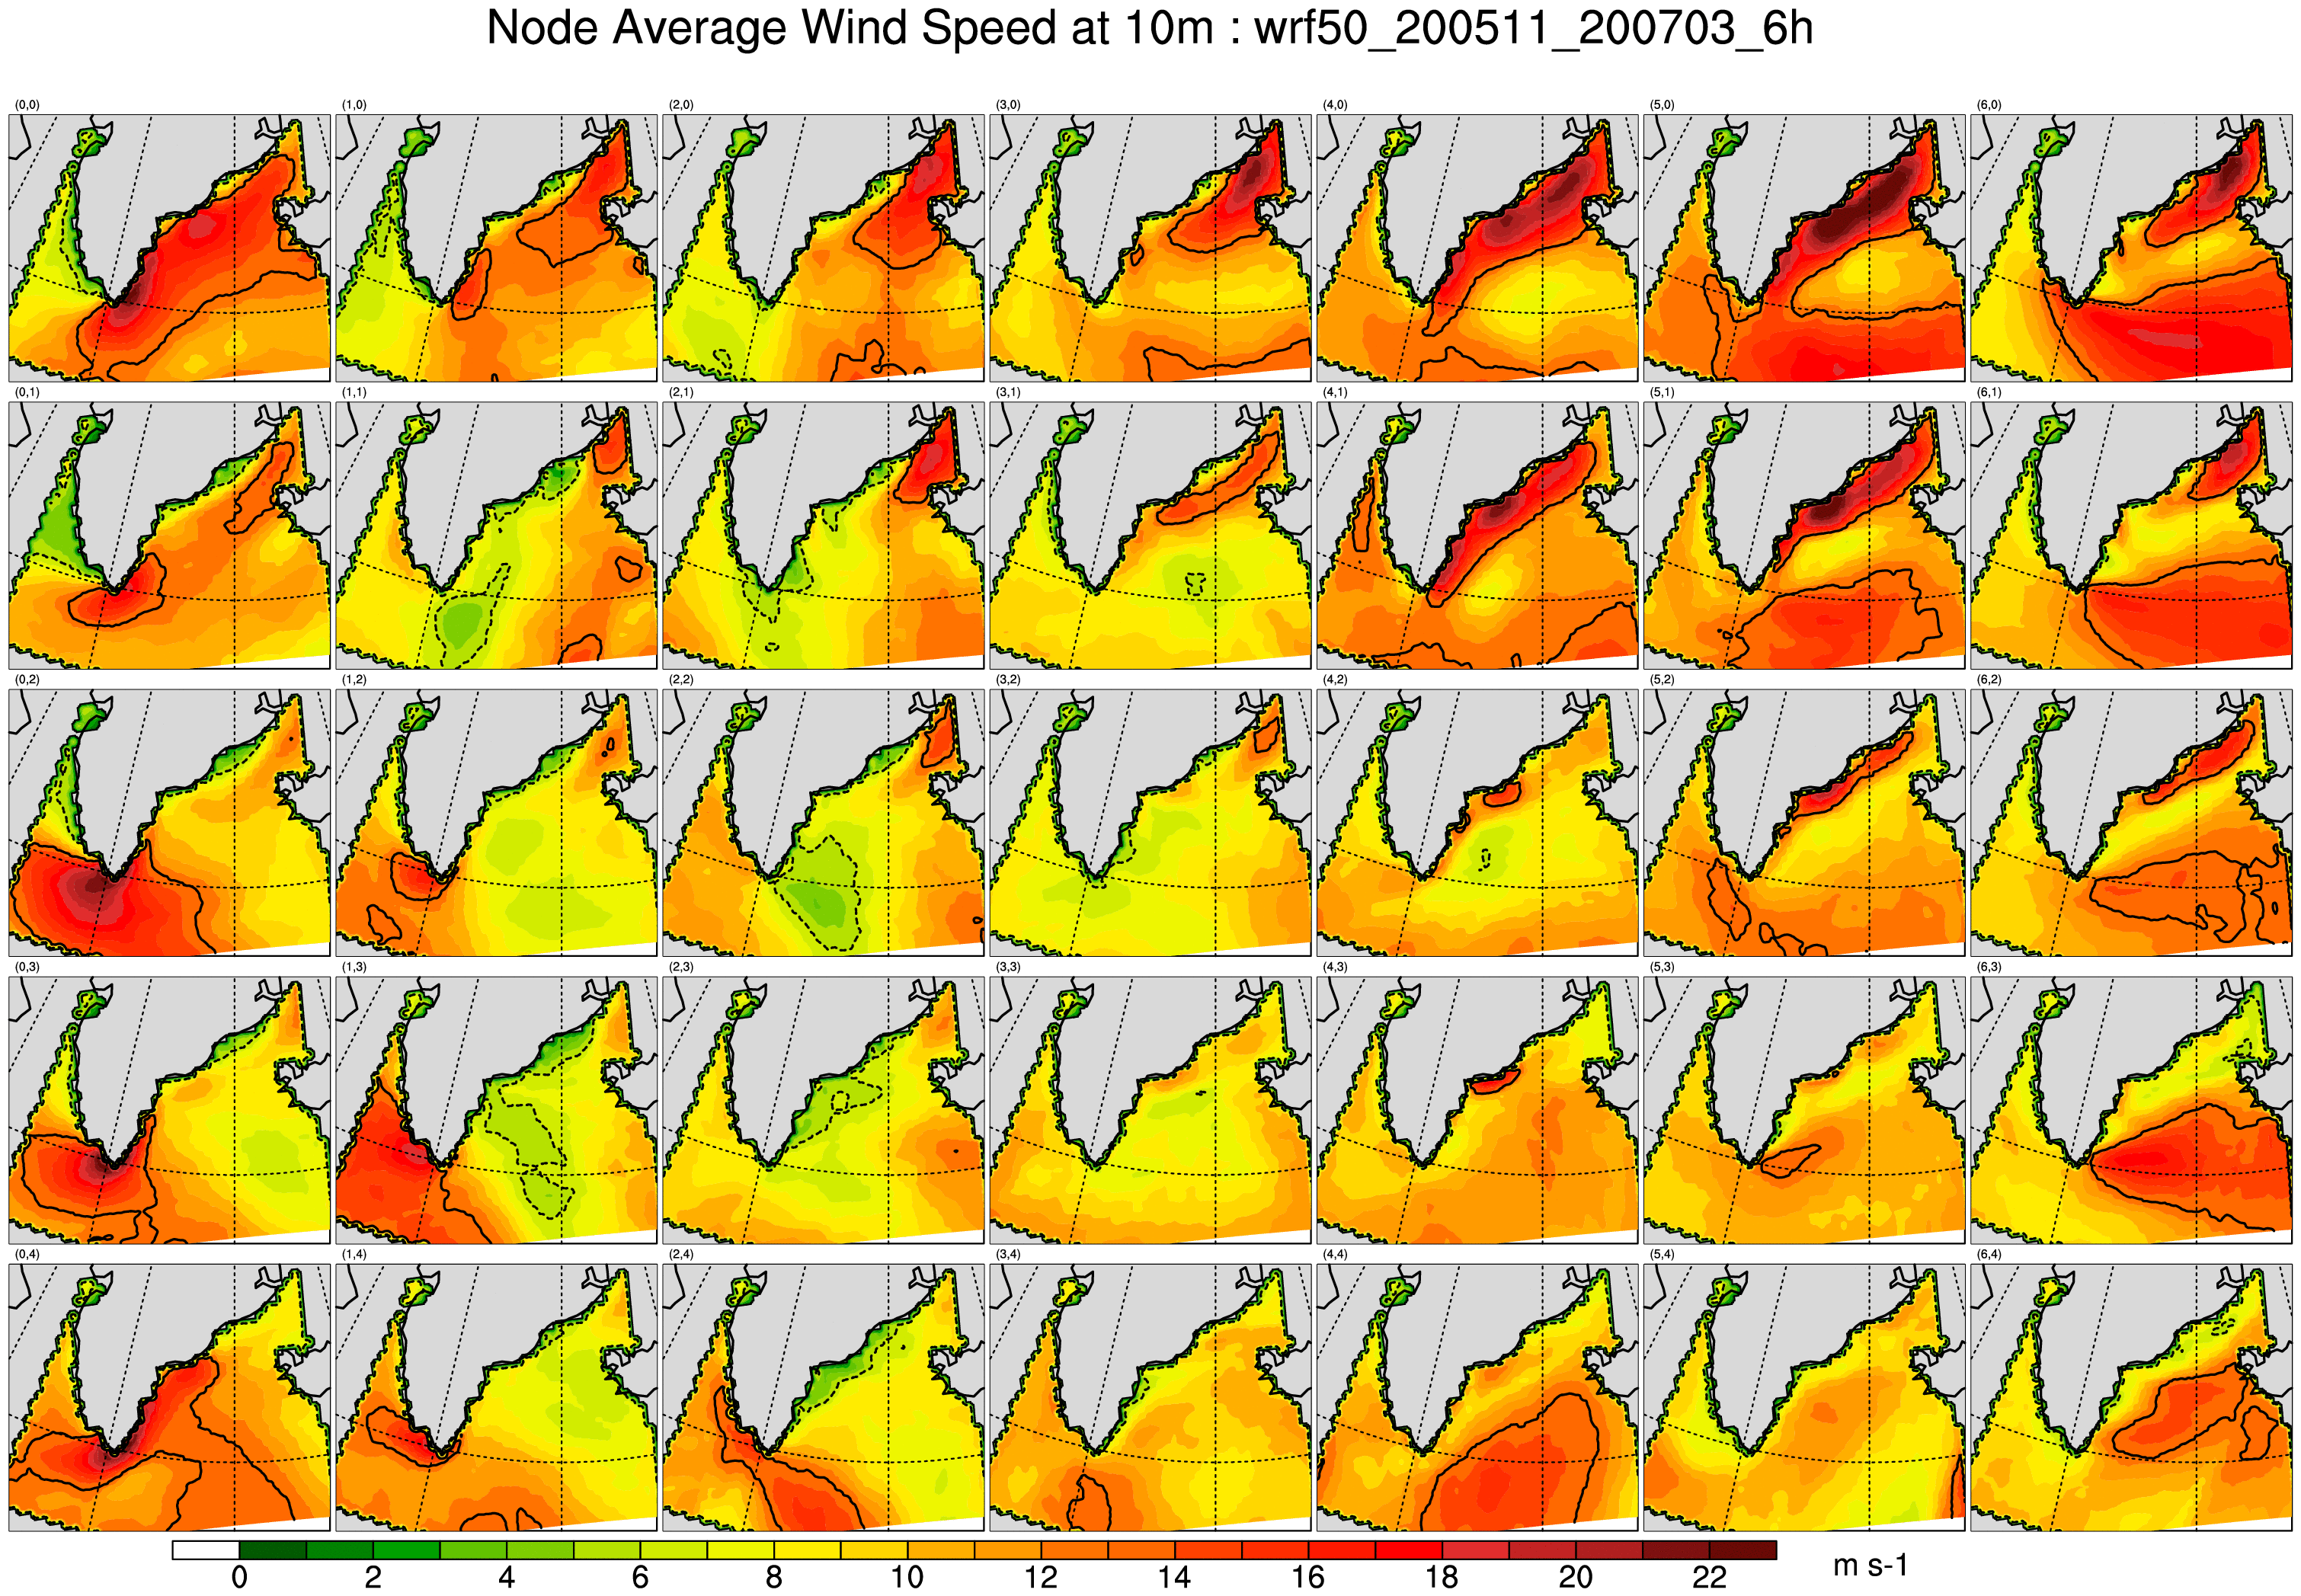 Node Average Wind Speed at 10m : wrf50_200511_200703_6h
(0,0) (1,0) (2,0) (3,0) (4,0) (5,0) (6,0)
(0,1) (1,1) (2,1) (3,1) (4,1) (5,1) (6,1)
(0,2) (1,2) (2,2) (3,2) (4,2) (5,2) (6,2)
(0,3) (1,3) (2,3) (3,3) (4,3) (5,3) (6,3)
(0,4) (1,4) (2,4) (3,4) (4,4) (5,4) (6,4)
0 2 4 6 8 10 12 14 16 18 20 22 m s-1